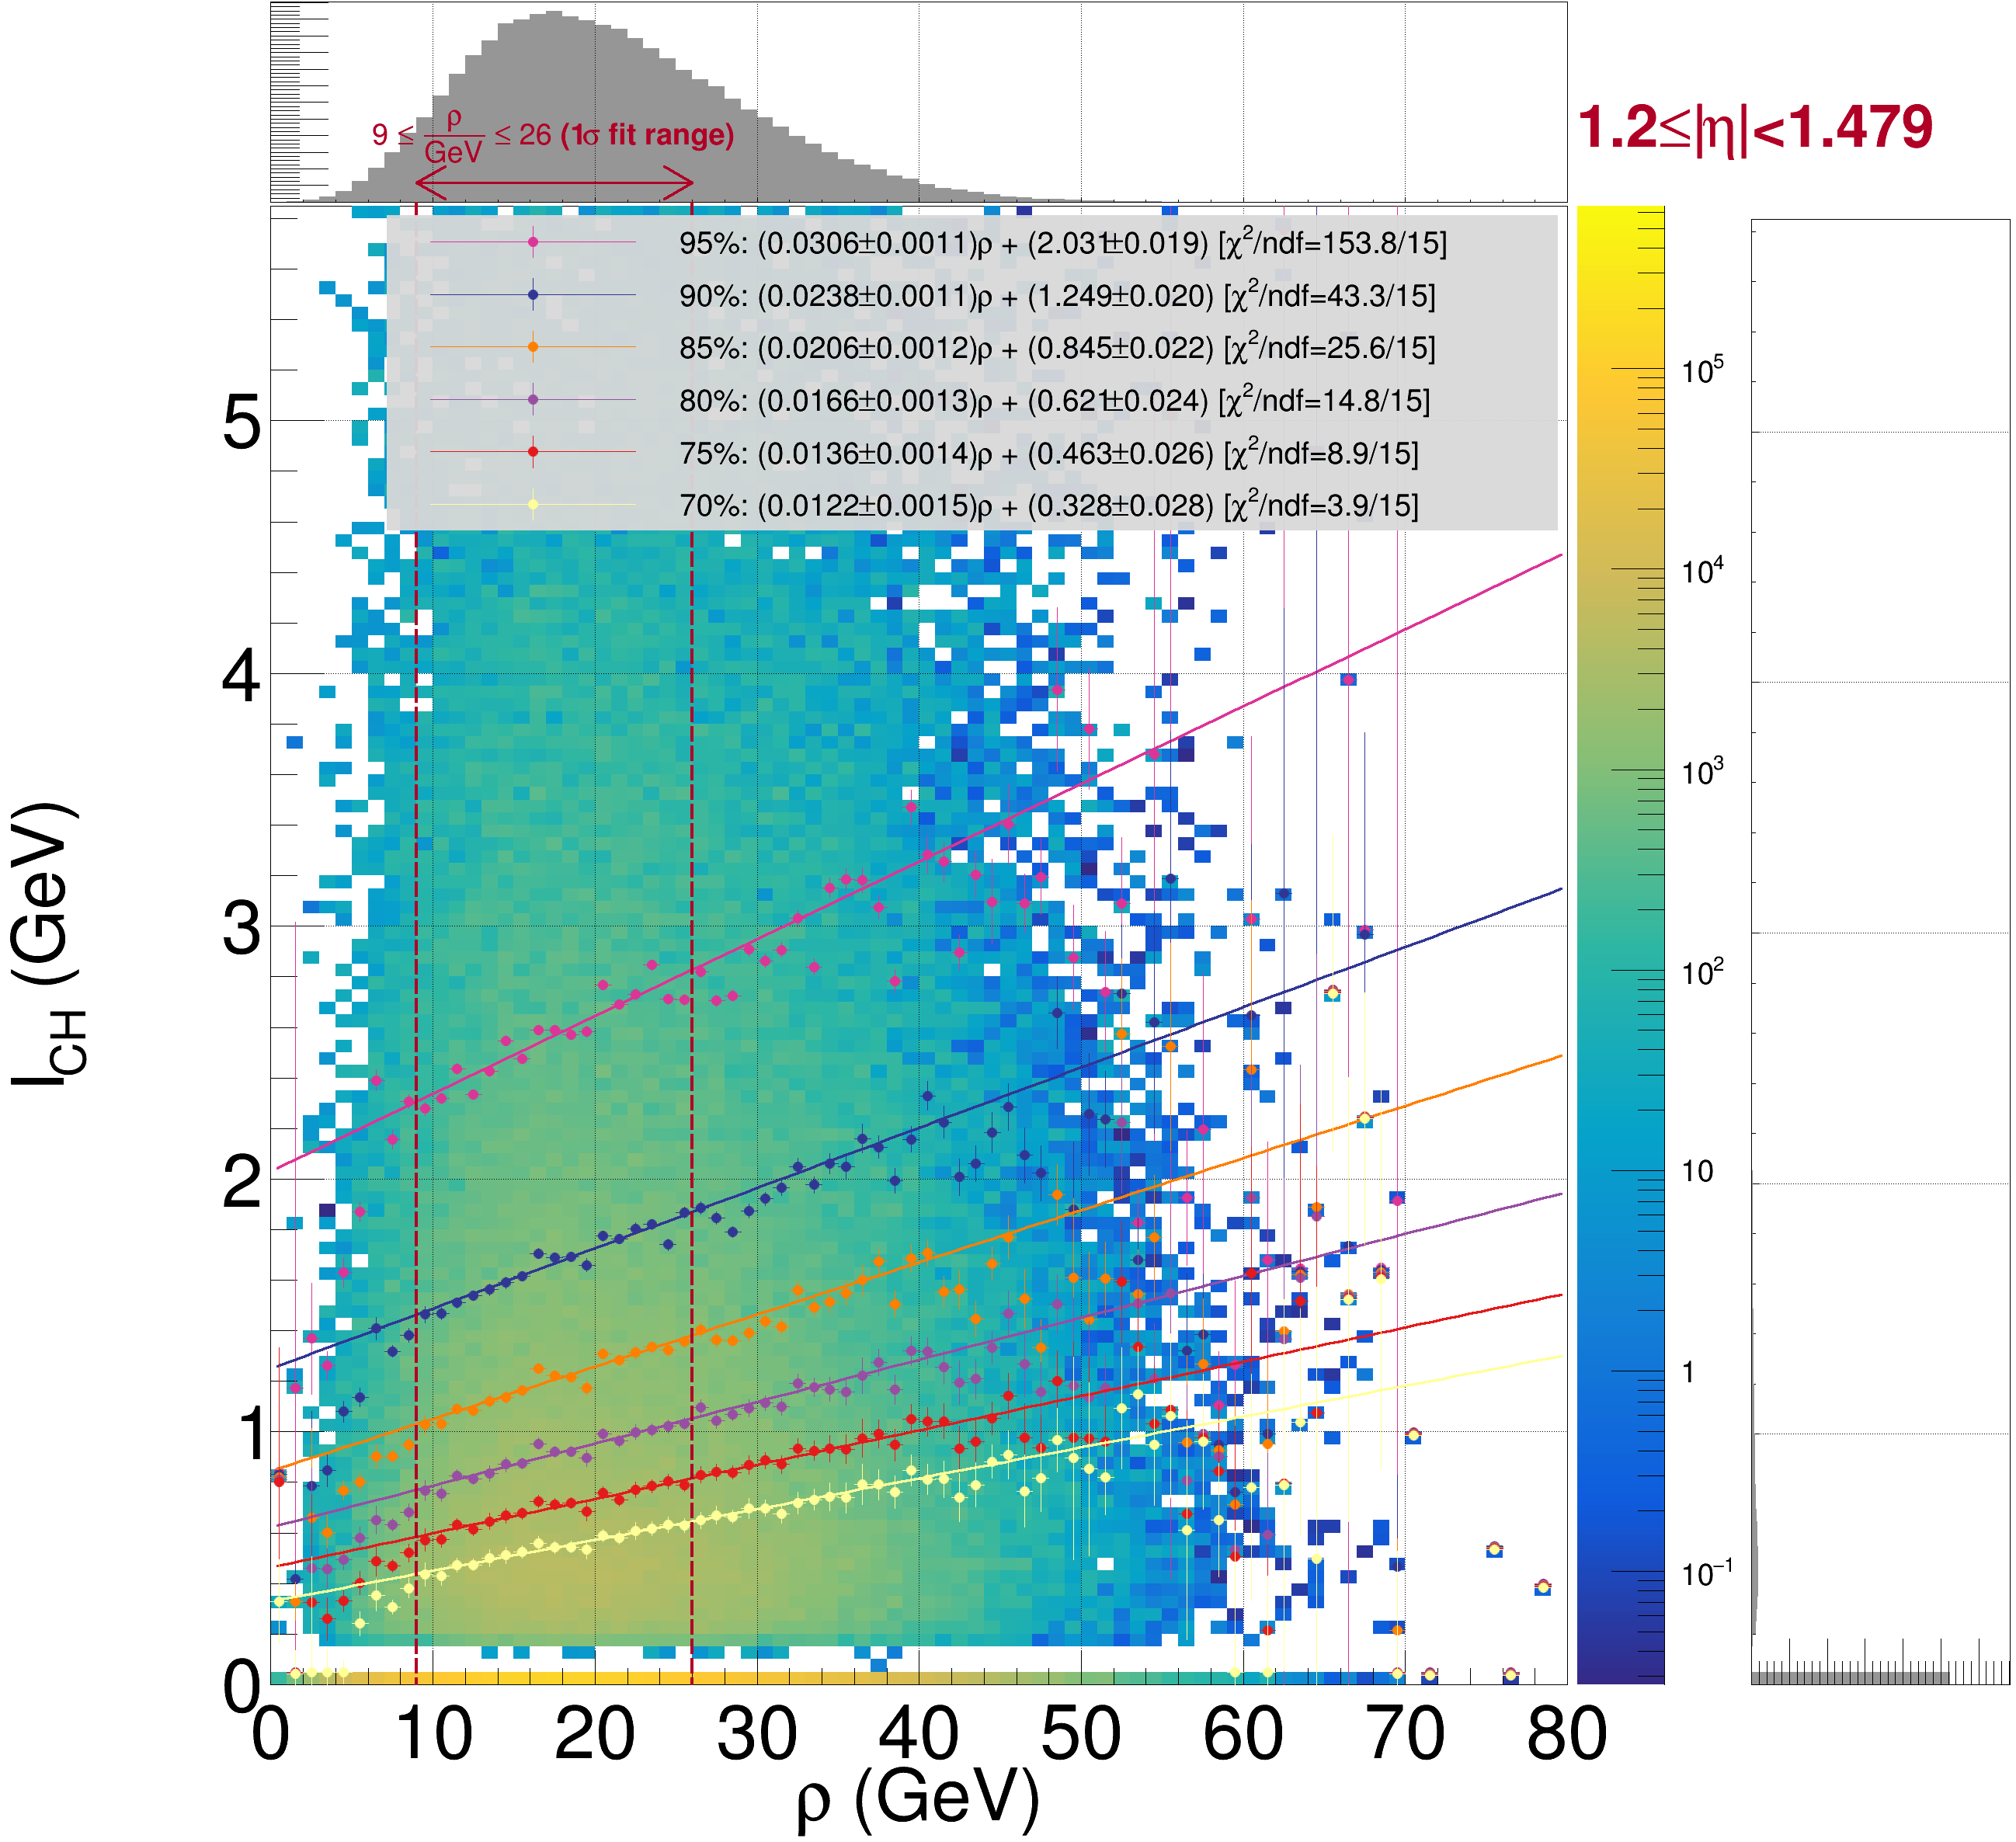 9 ≤ ρ/GeV ≤ 26 (1σ fit range)
1.2≤|η|<1.479
95%: (0.0306±0.0011)ρ + (2.031±0.019) [χ²/ndf=153.8/15]
90%: (0.0238±0.0011)ρ + (1.249±0.020) [χ²/ndf=43.3/15]
85%: (0.0206±0.0012)ρ + (0.845±0.022) [χ²/ndf=25.6/15]
80%: (0.0166±0.0013)ρ + (0.621±0.024) [χ²/ndf=14.8/15]
75%: (0.0136±0.0014)ρ + (0.463±0.026) [χ²/ndf=8.9/15]
70%: (0.0122±0.0015)ρ + (0.328±0.028) [χ²/ndf=3.9/15]
5
4
3
2
1
0
I_CH (GeV)
0 10 20 30 40 50 60 70 80
ρ (GeV)
10⁵
10⁴
10³
10²
10
1
10⁻¹